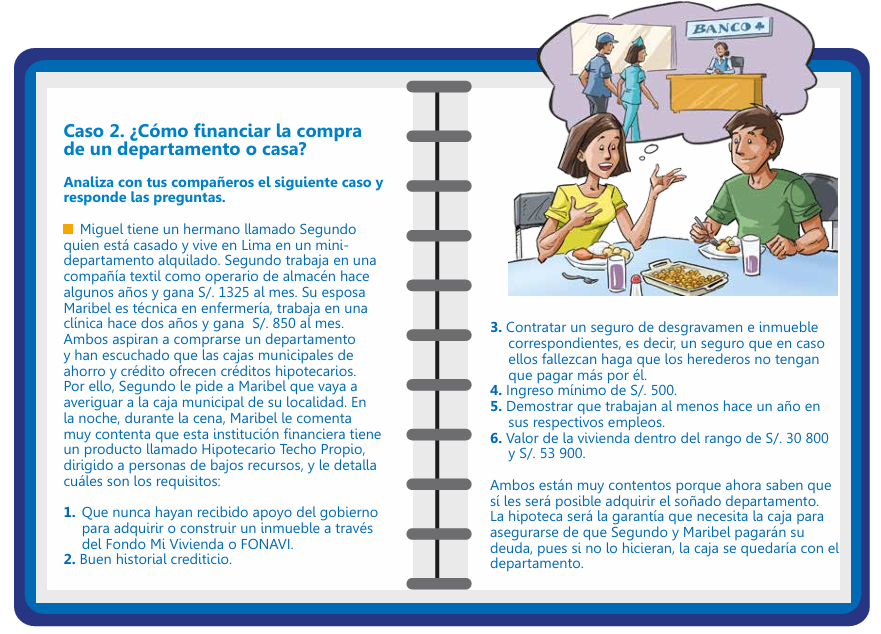 BANCO
Caso 2. ¿Cómo financiar la compra
de un departamento o casa?
Analiza con tus compañeros el siguiente caso y
responde las preguntas.
Miguel tiene un hermano llamado Segundo
quien está casado y vive en Lima en un mini-
departamento alquilado. Segundo trabaja en una
compañía textil como operario de almacén hace
algunos años y gana S/. 1325 al mes. Su esposa
Maribel es técnica en enfermería, trabaja en una
clínica hace dos años y gana S/. 850 al mes.
Ambos aspiran a comprarse un departamento
y han escuchado que las cajas municipales de
ahorro y crédito ofrecen créditos hipotecarios.
Por ello, Segundo le pide a Maribel que vaya a
averiguar a la caja municipal de su localidad. En
la noche, durante la cena, Maribel le comenta
muy contenta que esta institución financiera tiene
un producto llamado Hipotecario Techo Propio,
dirigido a personas de bajos recursos, y le detalla
cuáles son los requisitos:
1. Que nunca hayan recibido apoyo del gobierno
para adquirir o construir un inmueble a través
del Fondo Mi Vivienda o FONAVI.
2. Buen historial crediticio.
3. Contratar un seguro de desgravamen e inmueble
correspondientes, es decir, un seguro que en caso
ellos fallezcan haga que los herederos no tengan
que pagar más por él.
4. Ingreso mínimo de S/. 500.
5. Demostrar que trabajan al menos hace un año en
sus respectivos empleos.
6. Valor de la vivienda dentro del rango de S/. 30 800
y S/. 53 900.
Ambos están muy contentos porque ahora saben que
sí les será posible adquirir el soñado departamento.
La hipoteca será la garantía que necesita la caja para
asegurarse de que Segundo y Maribel pagarán su
deuda, pues si no lo hicieran, la caja se quedaría con el
departamento.